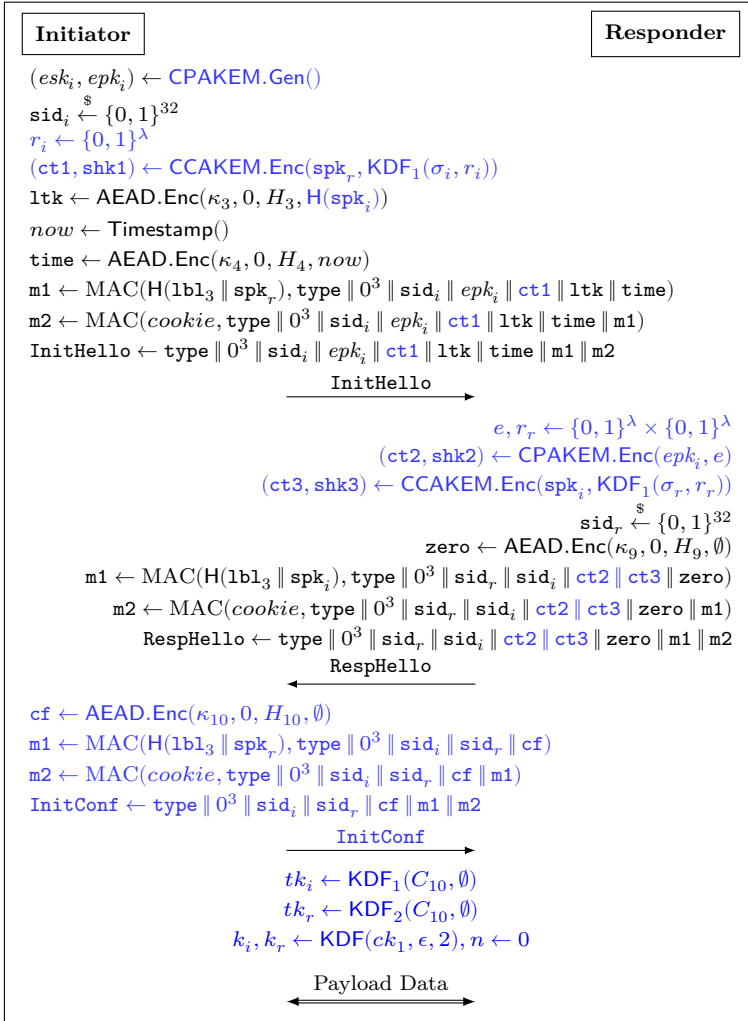 Initiator
Responder
(esk_i, epk_i) ← CPAKEM.Gen()
sid_i ←$ {0, 1}^32
r_i ← {0, 1}^λ
(ct1, shk1) ← CCAKEM.Enc(spk_r, KDF_1(σ_i, r_i))
ltk ← AEAD.Enc(κ_3, 0, H_3, H(spk_i))
now ← Timestamp()
time ← AEAD.Enc(κ_4, 0, H_4, now)
m1 ← MAC(H(lbl_3 ∥ spk_r), type ∥ 0^3 ∥ sid_i ∥ epk_i ∥ ct1 ∥ ltk ∥ time)
m2 ← MAC(cookie, type ∥ 0^3 ∥ sid_i ∥ epk_i ∥ ct1 ∥ ltk ∥ time ∥ m1)
InitHello ← type ∥ 0^3 ∥ sid_i ∥ epk_i ∥ ct1 ∥ ltk ∥ time ∥ m1 ∥ m2
InitHello
e, r_r ← {0, 1}^λ × {0, 1}^λ
(ct2, shk2) ← CPAKEM.Enc(epk_i, e)
(ct3, shk3) ← CCAKEM.Enc(spk_i, KDF_1(σ_r, r_r))
sid_r ←$ {0, 1}^32
zero ← AEAD.Enc(κ_9, 0, H_9, ∅)
m1 ← MAC(H(lbl_3 ∥ spk_i), type ∥ 0^3 ∥ sid_r ∥ sid_i ∥ ct2 ∥ ct3 ∥ zero)
m2 ← MAC(cookie, type ∥ 0^3 ∥ sid_r ∥ sid_i ∥ ct2 ∥ ct3 ∥ zero ∥ m1)
RespHello ← type ∥ 0^3 ∥ sid_r ∥ sid_i ∥ ct2 ∥ ct3 ∥ zero ∥ m1 ∥ m2
RespHello
cf ← AEAD.Enc(κ_10, 0, H_10, ∅)
m1 ← MAC(H(lbl_3 ∥ spk_r), type ∥ 0^3 ∥ sid_i ∥ sid_r ∥ cf)
m2 ← MAC(cookie, type ∥ 0^3 ∥ sid_i ∥ sid_r ∥ cf ∥ m1)
InitConf ← type ∥ 0^3 ∥ sid_i ∥ sid_r ∥ cf ∥ m1 ∥ m2
InitConf
tk_i ← KDF_1(C_10, ∅)
tk_r ← KDF_2(C_10, ∅)
k_i, k_r ← KDF(ck_1, ϵ, 2), n ← 0
Payload Data